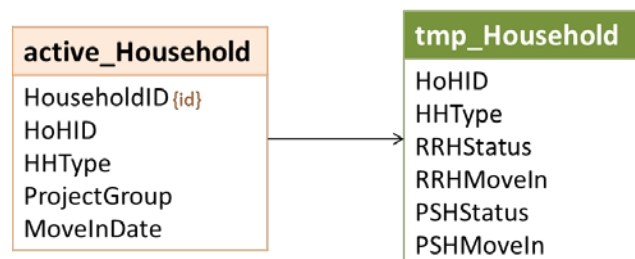 active_Household
HouseholdID {id}
HoHID
HHType
ProjectGroup
MoveInDate
tmp_Household
HoHID
HHType
RRHStatus
RRHMoveIn
PSHStatus
PSHMoveIn